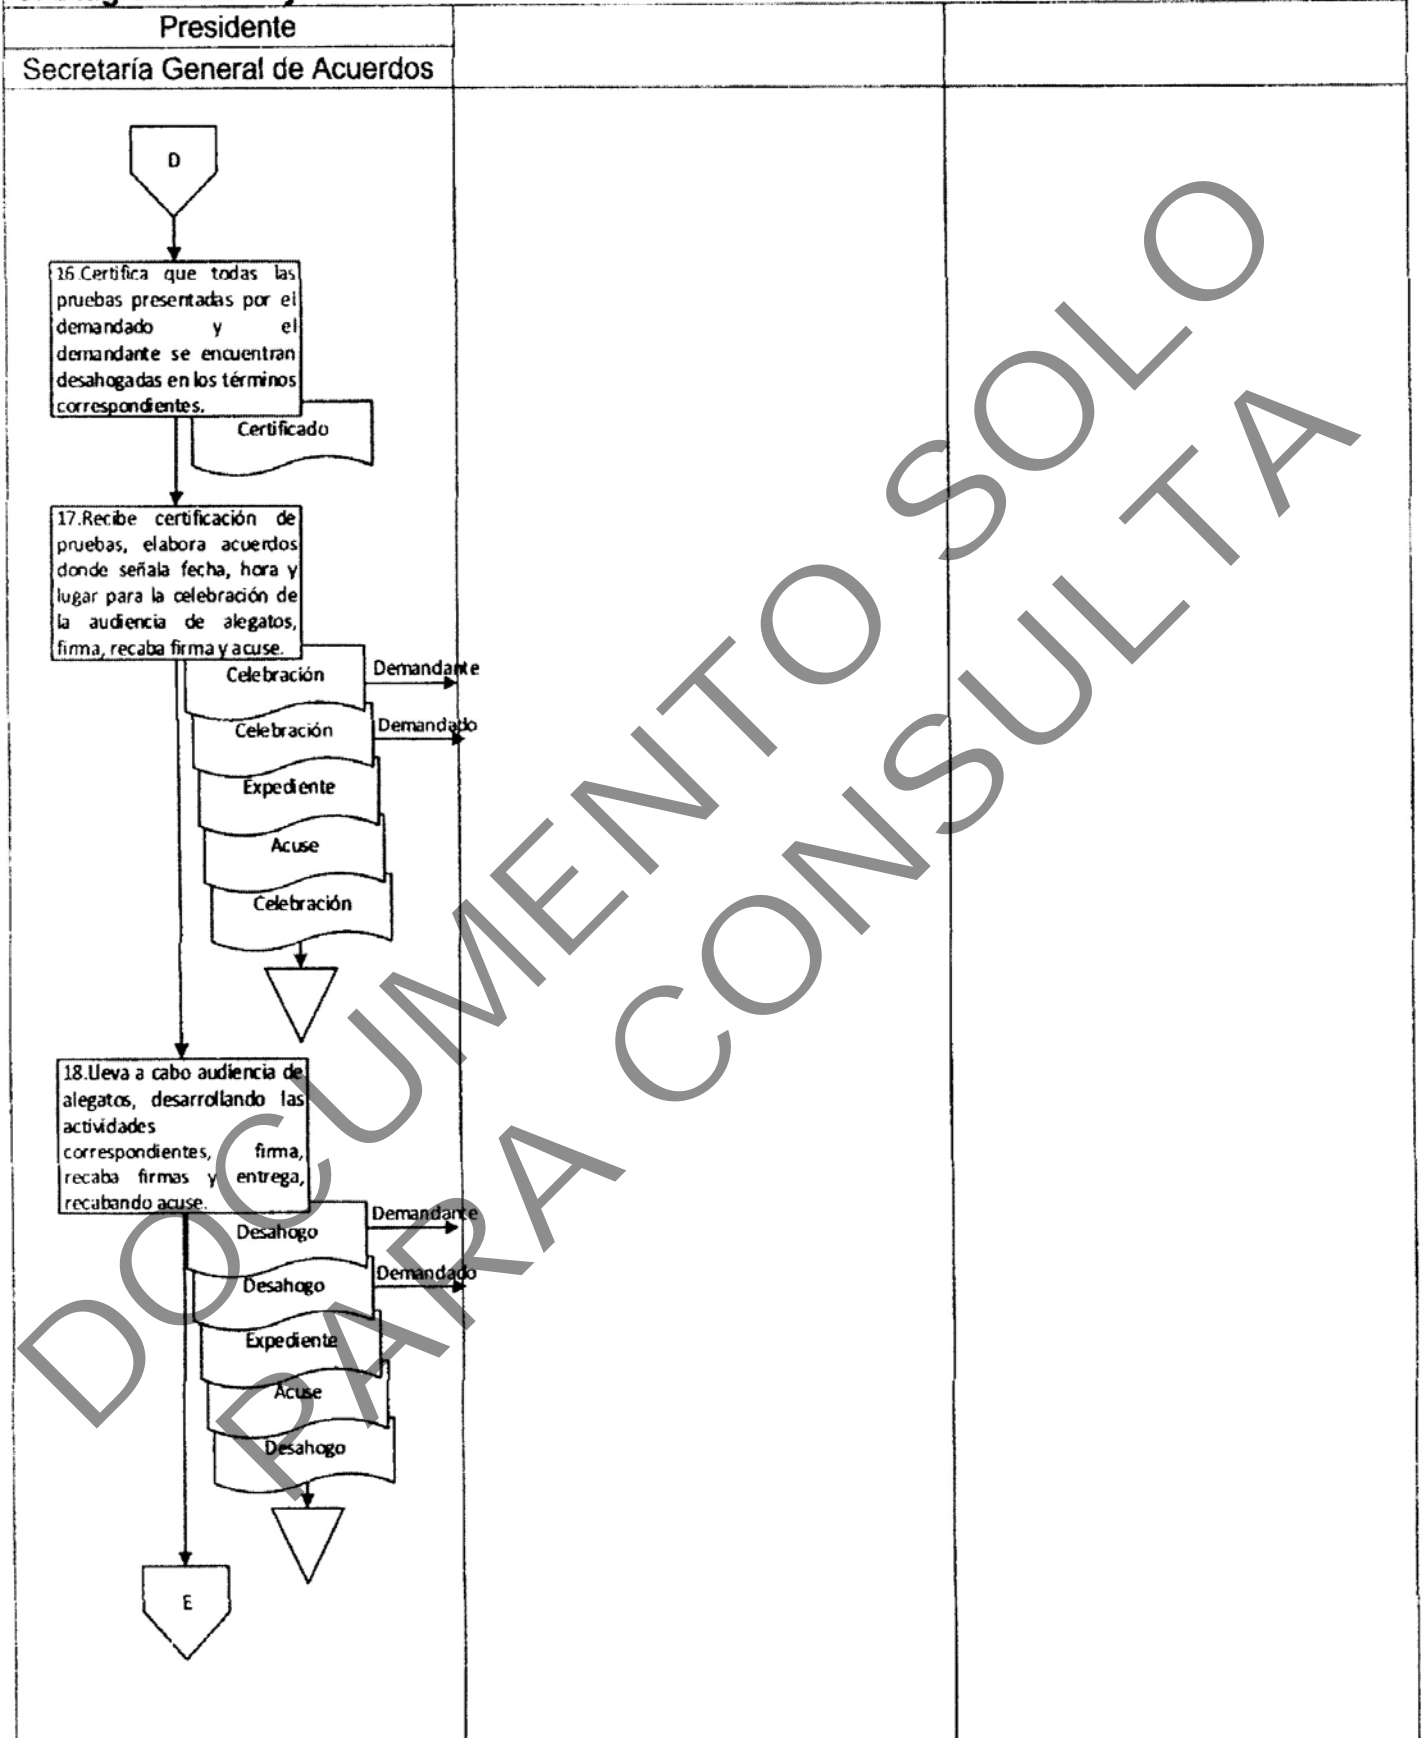 Presidente
Secretaría General de Acuerdos
D
16.Certifica que todas las
pruebas presentadas por el
demandado y el
demandante se encuentran
desahogadas en los términos
correspondientes.
Certificado
17.Recibe certificación de
pruebas, elabora acuerdos
donde señala fecha, hora y
lugar para la celebración de
la audiencia de alegatos,
firma, recaba firma y acuse.
Celebración
Demandante
Celebración
Demandado
Expediente
Acuse
Celebración
18.Lleva a cabo audiencia de
alegatos, desarrollando las
actividades
correspondientes, firma,
recaba firmas y entrega,
recabando acuse.
Desahogo
Demandante
Desahogo
Demandado
Expediente
Acuse
Desahogo
E
DOCUMENTO SOLO
PARA CONSULTA